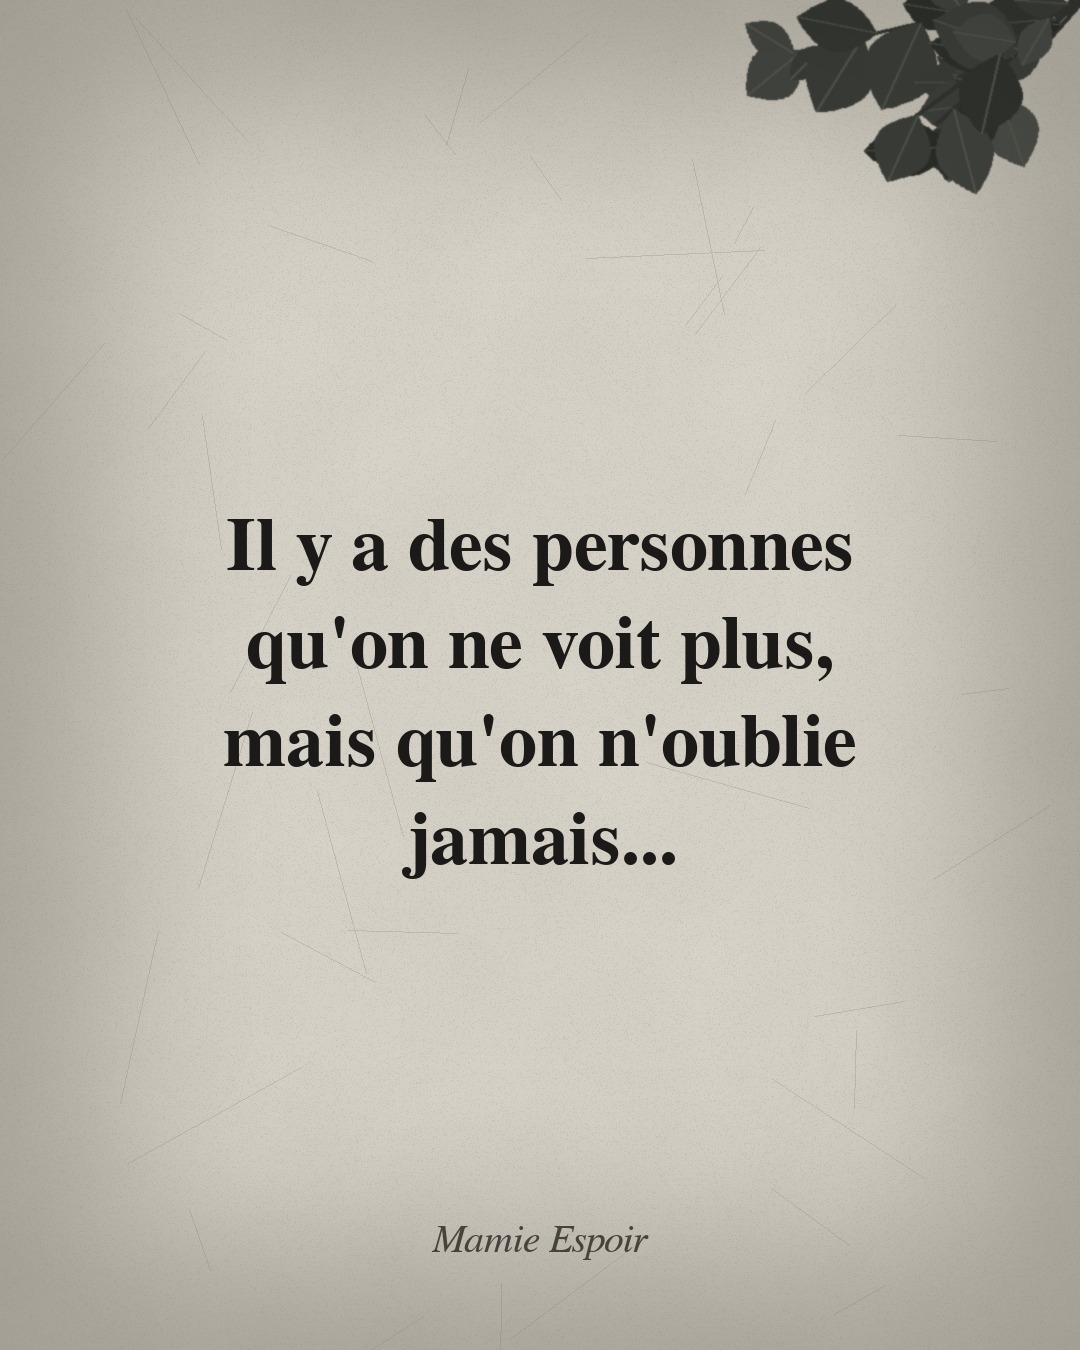 Il y a des personnes
qu'on ne voit plus,
mais qu'on n'oublie
jamais...
Mamie Espoir